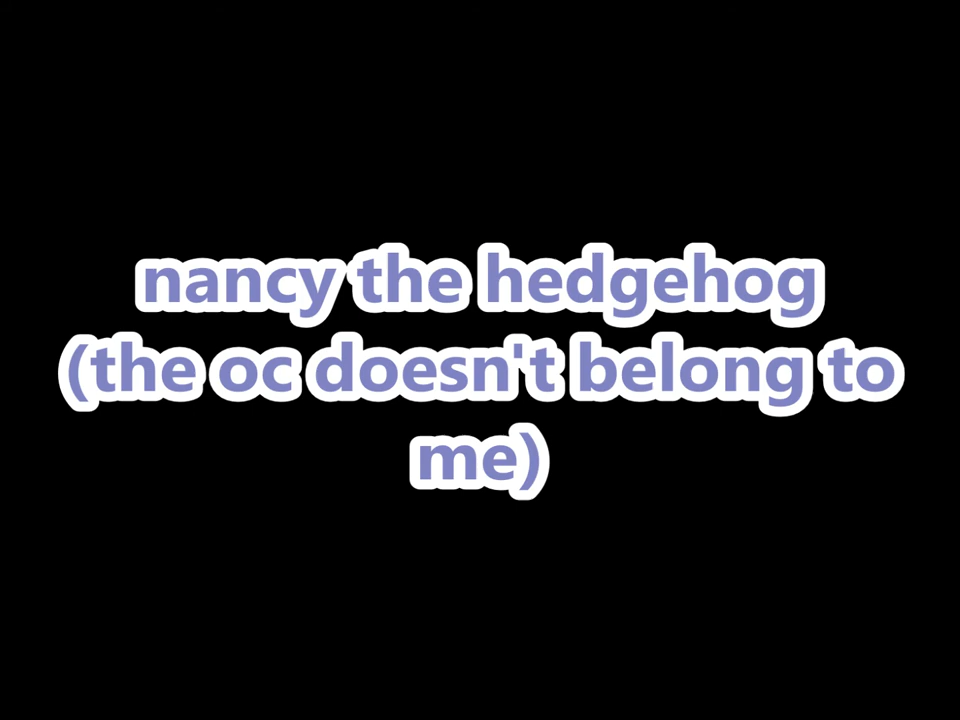 nancy the hedgehog
(the oc doesn't belong to
me)